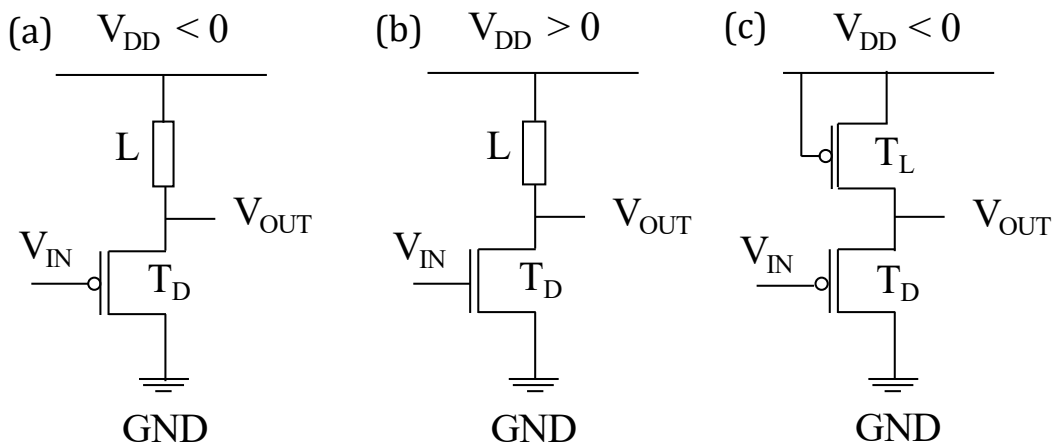 (a) V_DD < 0
L
V_OUT
V_IN
T_D
GND
(b) V_DD > 0
L
V_OUT
V_IN
T_D
GND
(c) V_DD < 0
T_L
V_OUT
V_IN
T_D
GND